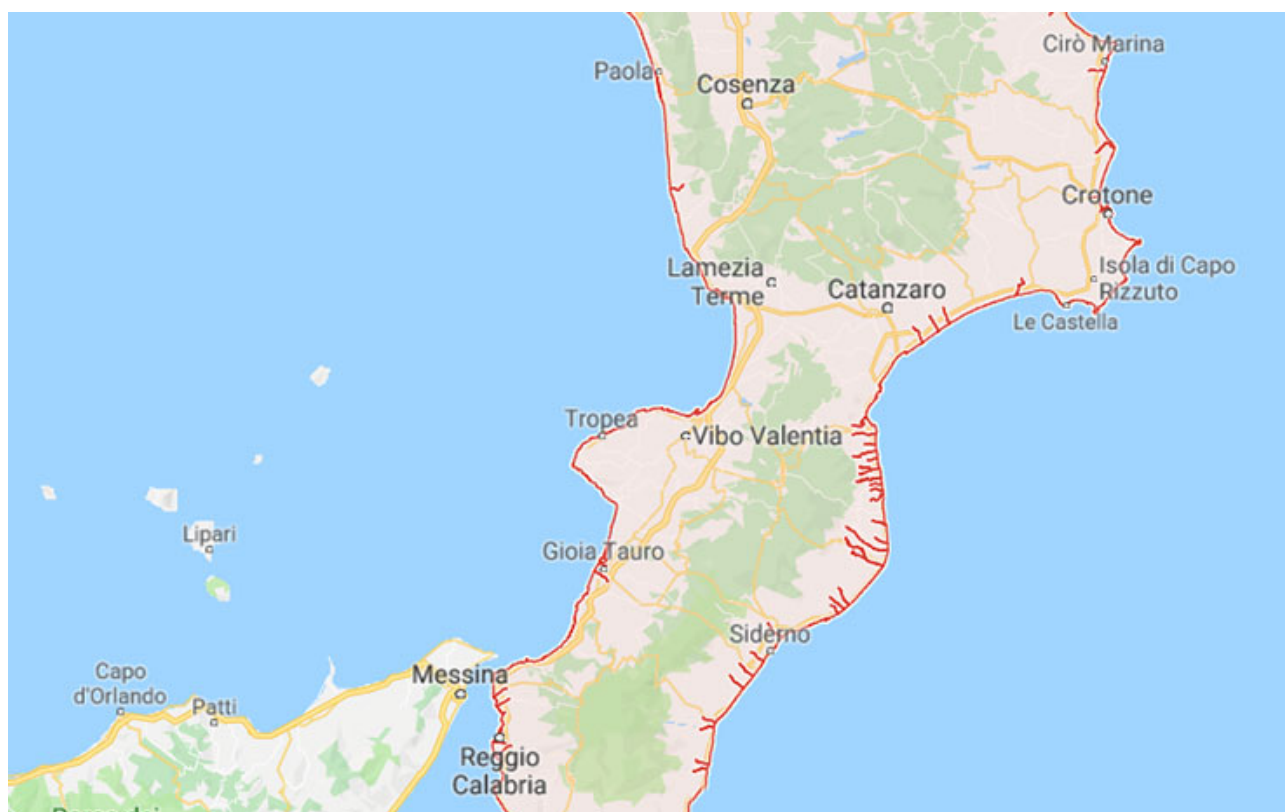 Cirò Marina
Paola
Cosenza
Crotone
Lamezia
Terme
Catanzaro
Isola di Capo
Rizzuto
Le Castella
Tropea
Vibo Valentia
Lipari
Gioia Tauro
Siderno
Messina
Capo
d'Orlando
Patti
Reggio
Calabria